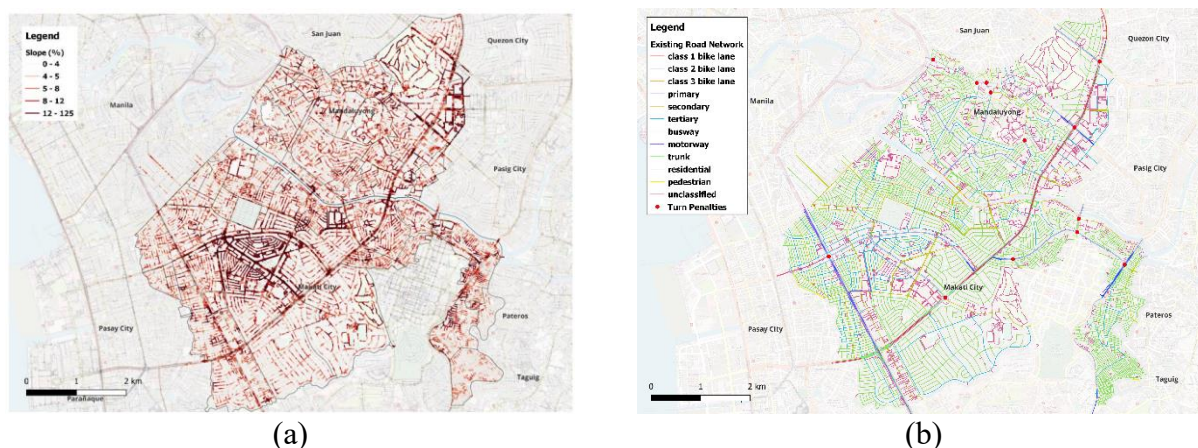 Legend
Slope (%)
0 - 4
4 - 5
5 - 8
8 - 12
12 - 125
San Juan
Quezon City
Manila
Mandaluyong
Pasig City
Makati City
Pasay City
Pateros
Taguig
Parañaque
0 1 2 km
(a)
Legend
Existing Road Network
class 1 bike lane
class 2 bike lane
class 3 bike lane
primary
secondary
tertiary
busway
motorway
trunk
residential
pedestrian
unclassified
Turn Penalties
San Juan
Quezon City
Manila
Mandaluyong
Pasig City
Makati City
Pasay City
Pateros
Taguig
0 1 2 km
(b)